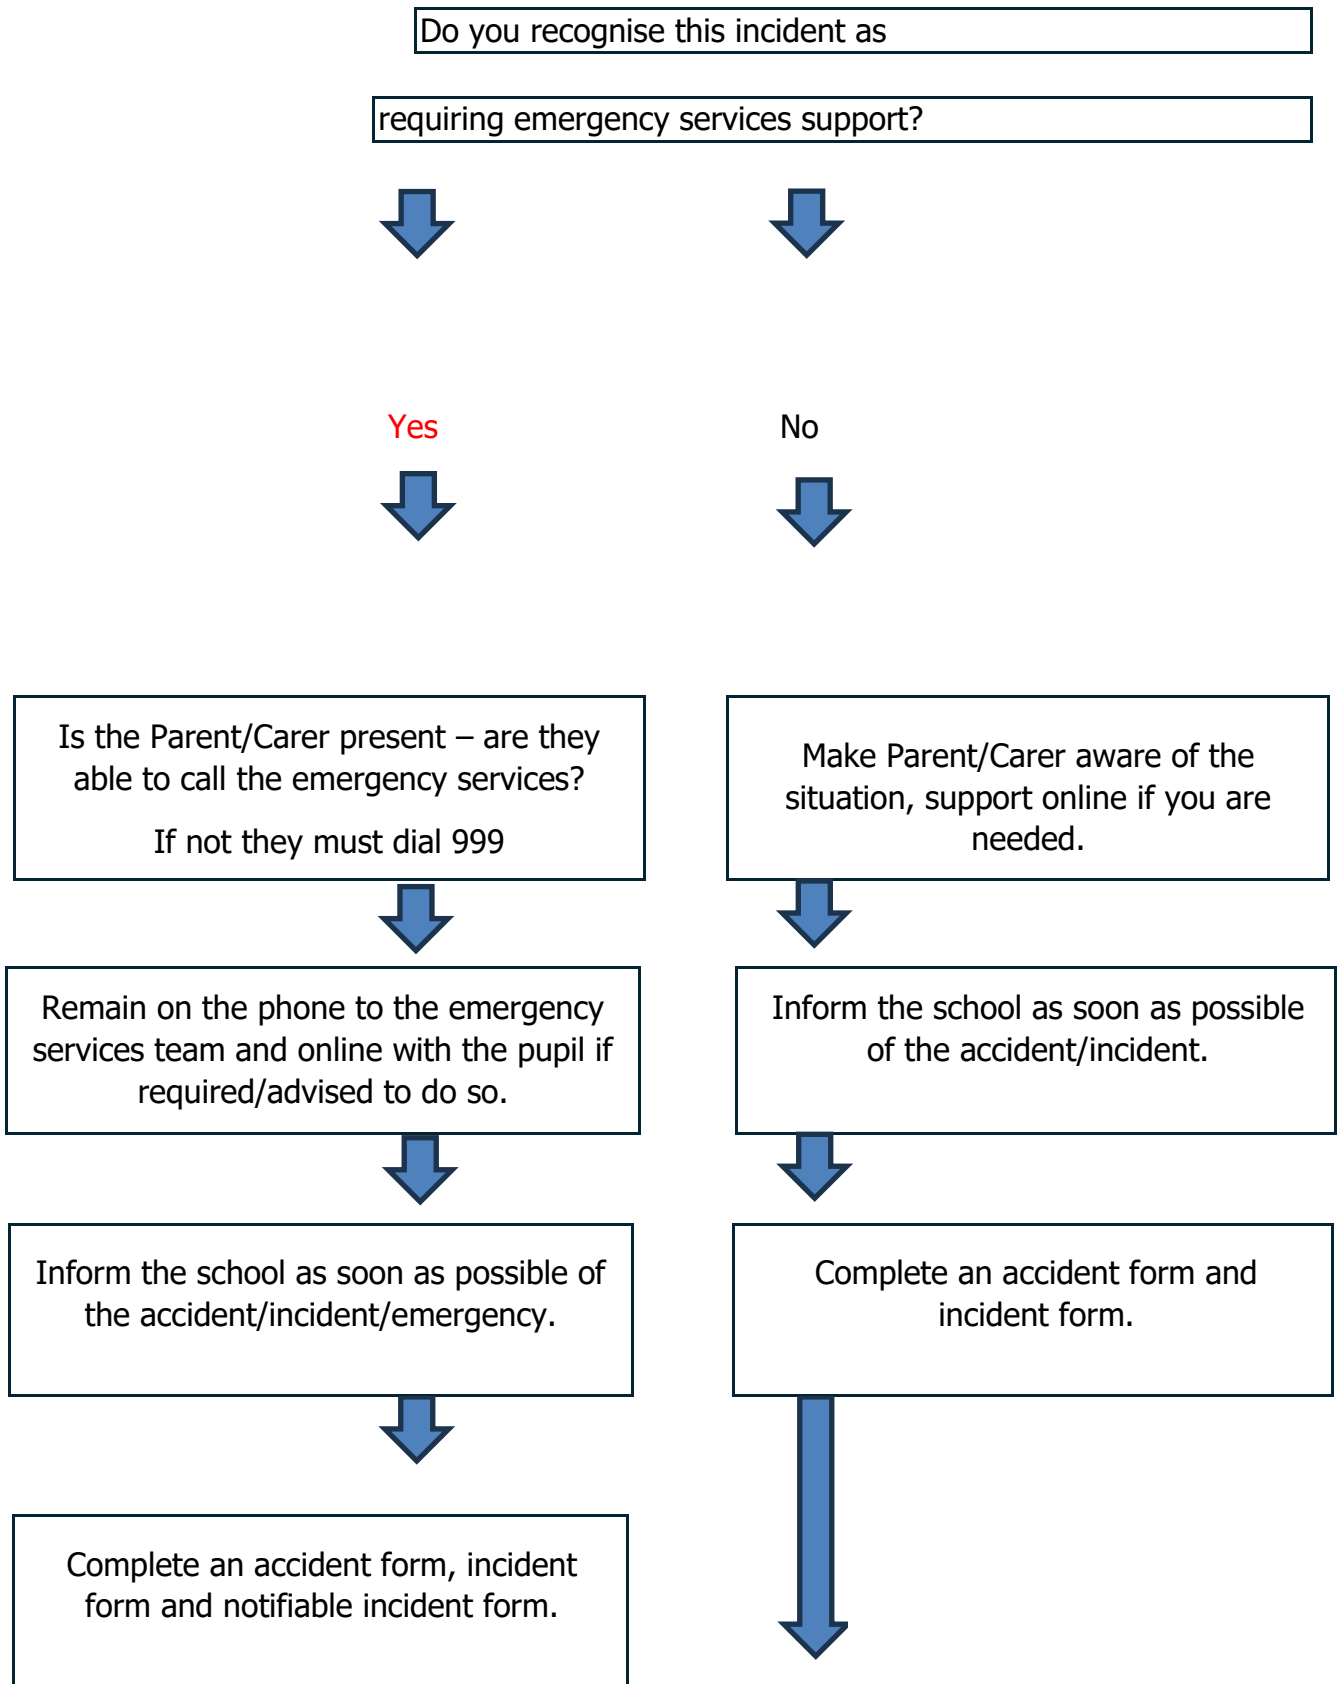 Do you recognise this incident as
requiring emergency services support?
Yes
No
Is the Parent/Carer present – are they
able to call the emergency services?
If not they must dial 999
Make Parent/Carer aware of the
situation, support online if you are
needed.
Remain on the phone to the emergency
services team and online with the pupil if
required/advised to do so.
Inform the school as soon as possible
of the accident/incident.
Inform the school as soon as possible of
the accident/incident/emergency.
Complete an accident form and
incident form.
Complete an accident form, incident
form and notifiable incident form.